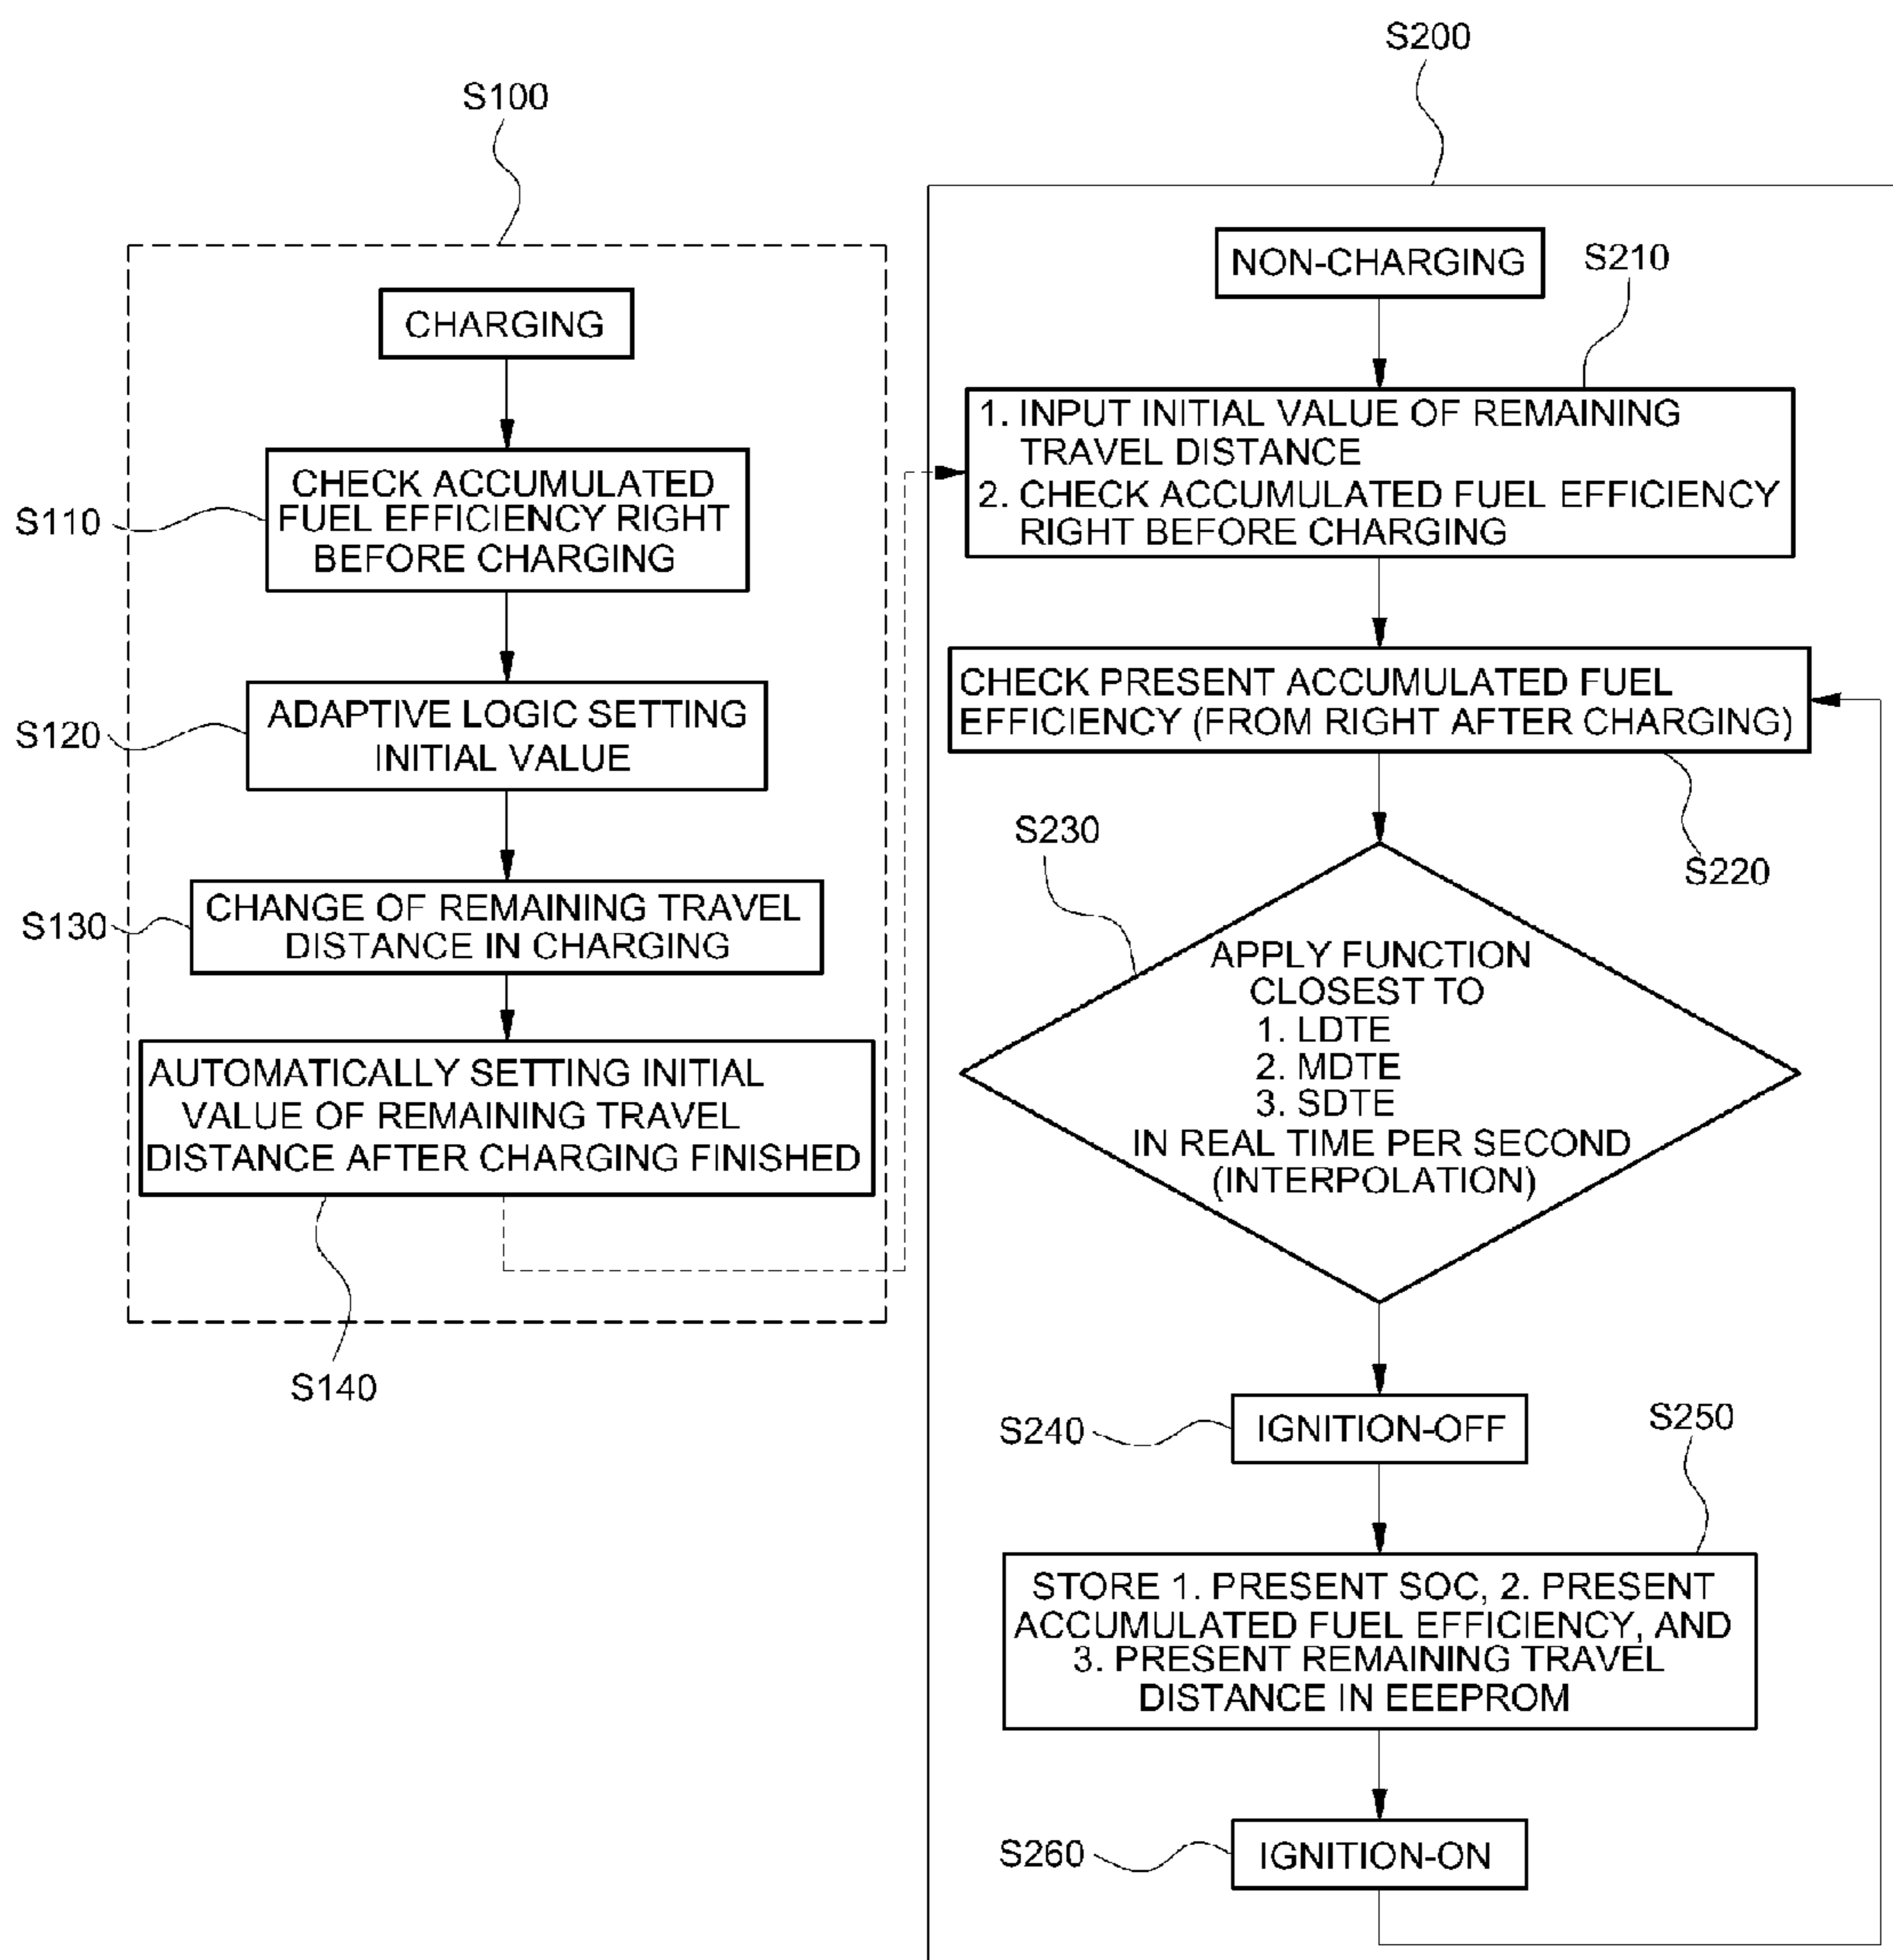 S100
CHARGING
S110
CHECK ACCUMULATED
FUEL EFFICIENCY RIGHT
BEFORE CHARGING
S120
ADAPTIVE LOGIC SETTING
INITIAL VALUE
S130
CHANGE OF REMAINING TRAVEL
DISTANCE IN CHARGING
AUTOMATICALLY SETTING INITIAL
VALUE OF REMAINING TRAVEL
DISTANCE AFTER CHARGING FINISHED
S140
S200
NON-CHARGING
S210
1. INPUT INITIAL VALUE OF REMAINING
TRAVEL DISTANCE
2. CHECK ACCUMULATED FUEL EFFICIENCY
RIGHT BEFORE CHARGING
CHECK PRESENT ACCUMULATED FUEL
EFFICIENCY (FROM RIGHT AFTER CHARGING)
S220
S230
APPLY FUNCTION
CLOSEST TO
1. LDTE
2. MDTE
3. SDTE
IN REAL TIME PER SECOND
(INTERPOLATION)
S240
IGNITION-OFF
S250
STORE 1. PRESENT SOC, 2. PRESENT
ACCUMULATED FUEL EFFICIENCY, AND
3. PRESENT REMAINING TRAVEL
DISTANCE IN EEEPROM
S260
IGNITION-ON